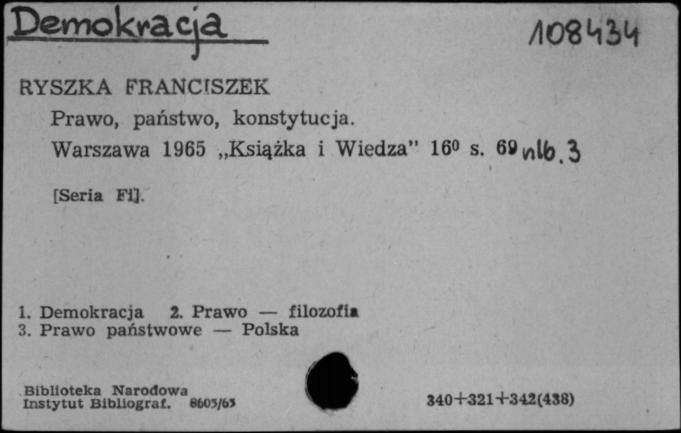 Demokracja 108434
RYSZKA FRANCISZEK
Prawo, państwo, konstytucja.
Warszawa 1965 „Książka i Wiedza" 16⁰ s. 69 nlb. 3
[Seria Fi].
1. Demokracja 2. Prawo — filozofia
3. Prawo państwowe — Polska
Biblioteka Narodowa
Instytut Bibliograf. 8605/65
340+321+342(438)